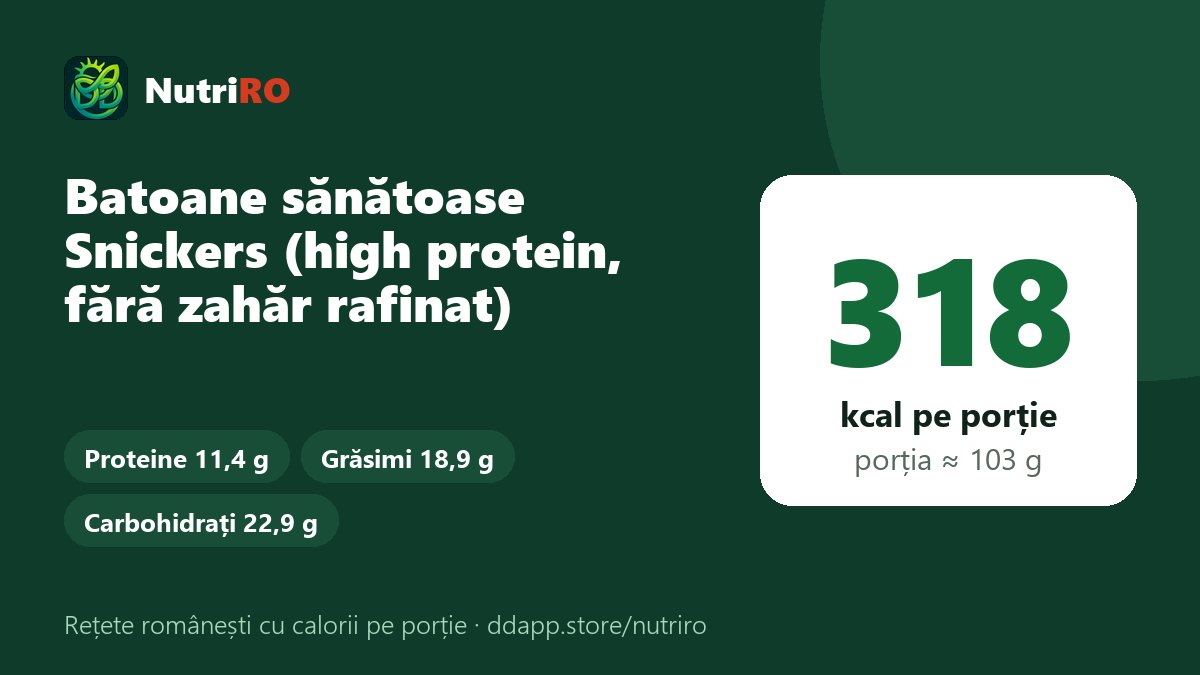 NutriRO
Batoane sănătoase
Snickers (high protein,
fără zahăr rafinat)
318
kcal pe porție
porția ≈ 103 g
Proteine 11,4 g
Grăsimi 18,9 g
Carbohidrați 22,9 g
Rețete românești cu calorii pe porție · ddapp.store/nutriro